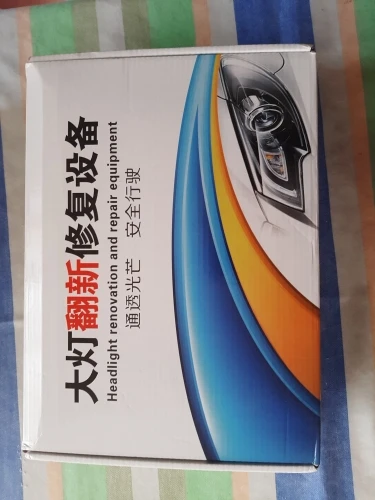 大灯翻新修复设备
Headlight renovation and repair equipment
通透光芒 安全行驶